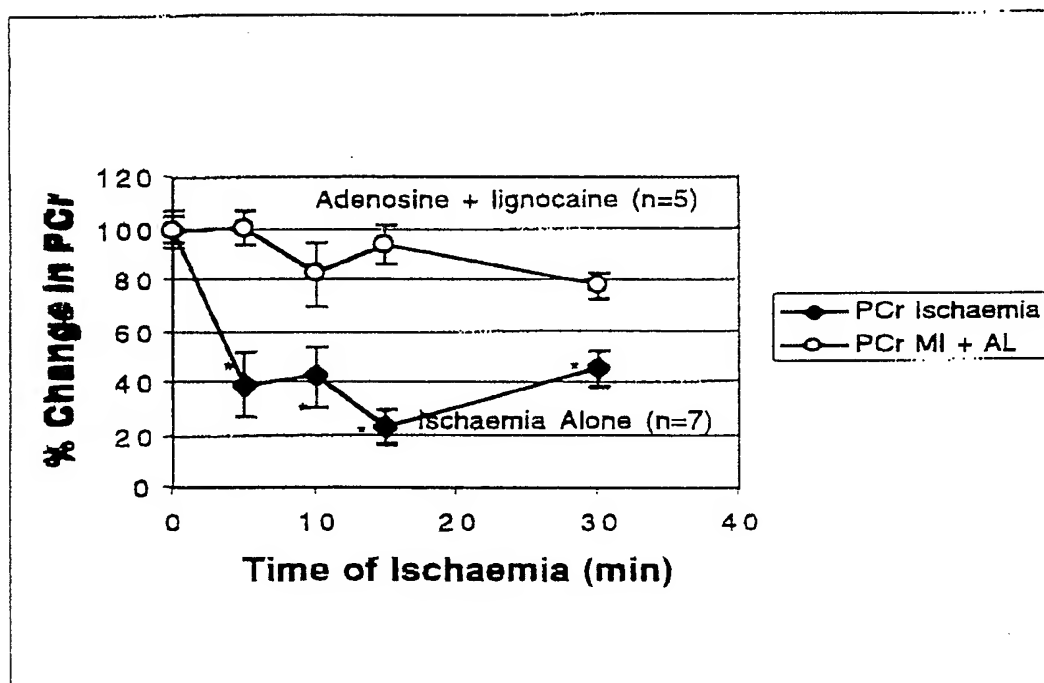 120
100
80
60
40
20
0
% Change in PCr
Adenosine + lignocaine (n=5)
Ischaemia Alone (n=7)
*
*
*
*
0 10 20 30 40
Time of Ischaemia (min)
PCr Ischaemia
PCr MI + AL